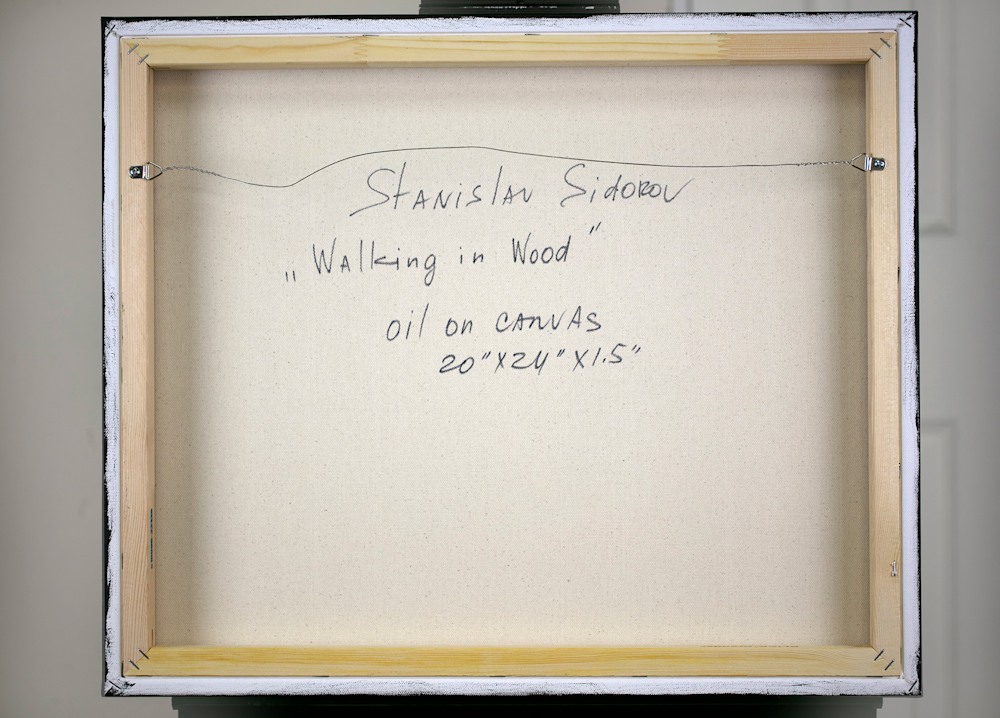 Stanislav Sidorov
„Walking in Wood"
oil on canvas
20"x24"x1.5"